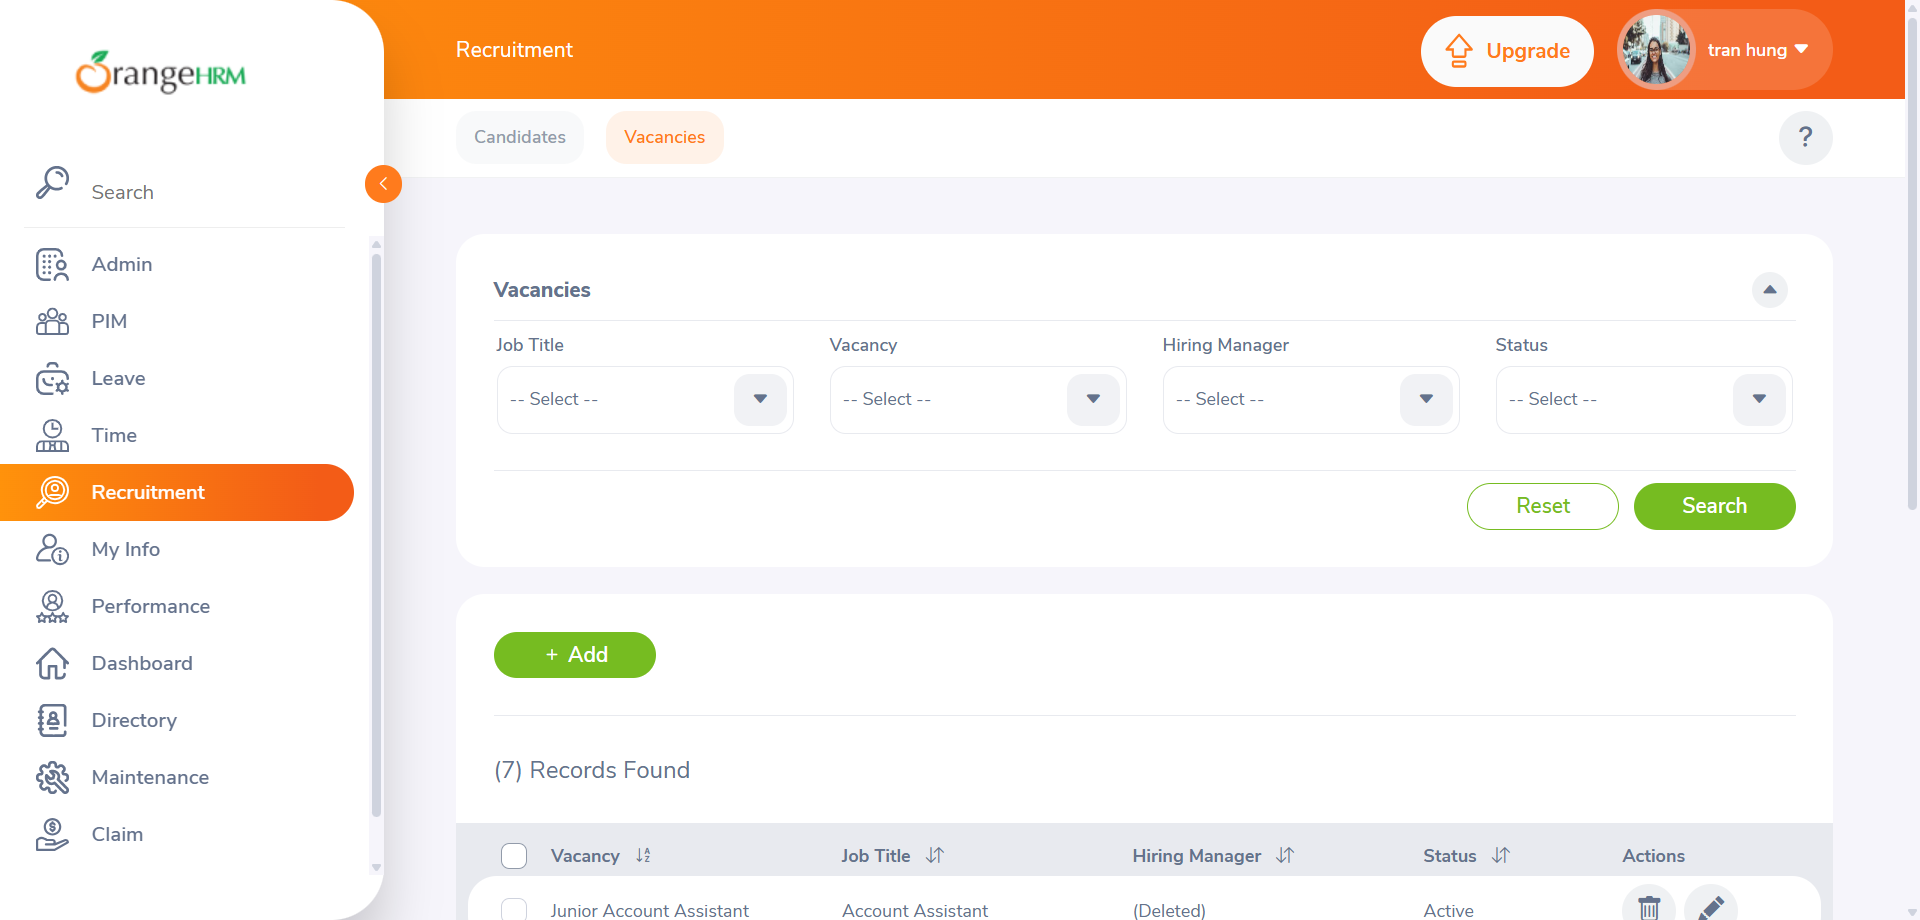 OrangeHRM
Recruitment
Upgrade
tran hung
Candidates
Vacancies
?
Search
Admin
PIM
Leave
Time
Recruitment
My Info
Performance
Dashboard
Directory
Maintenance
Claim
Vacancies
Job Title
Vacancy
Hiring Manager
Status
-- Select --
-- Select --
-- Select --
-- Select --
Reset
Search
+ Add
(7) Records Found
Vacancy
Job Title
Hiring Manager
Status
Actions
Junior Account Assistant
Account Assistant
(Deleted)
Active